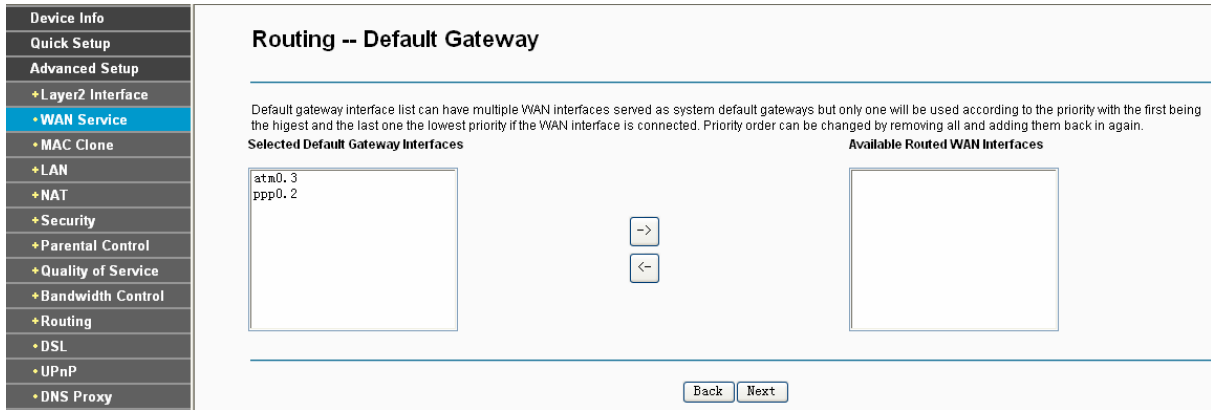 Device Info
Quick Setup
Advanced Setup
+Layer2 Interface
•WAN Service
•MAC Clone
+LAN
+NAT
+Security
+Parental Control
+Quality of Service
+Bandwidth Control
+Routing
•DSL
•UPnP
•DNS Proxy
Routing -- Default Gateway
Default gateway interface list can have multiple WAN interfaces served as system default gateways but only one will be used according to the priority with the first being
the higest and the last one the lowest priority if the WAN interface is connected. Priority order can be changed by removing all and adding them back in again.
Selected Default Gateway Interfaces
atm0.3
ppp0.2
->
<-
Available Routed WAN Interfaces
Back Next